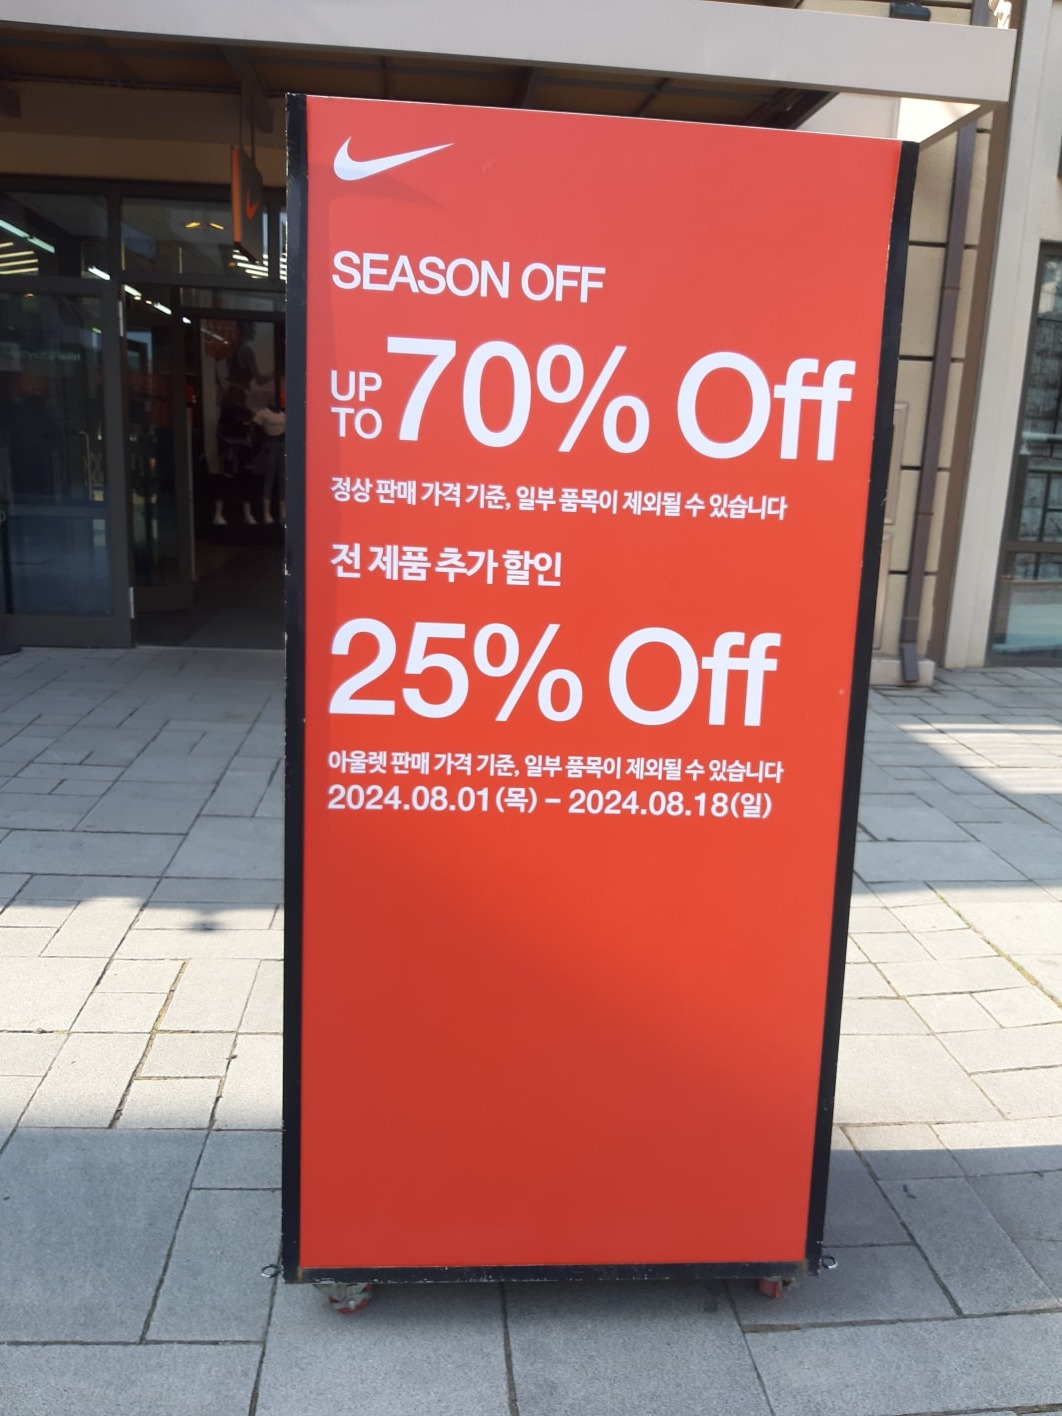 SEASON OFF
UP TO 70% Off
정상 판매 가격 기준, 일부 품목이 제외될 수 있습니다
전 제품 추가 할인
25% Off
아울렛 판매 가격 기준, 일부 품목이 제외될 수 있습니다
2024.08.01(목) - 2024.08.18(일)